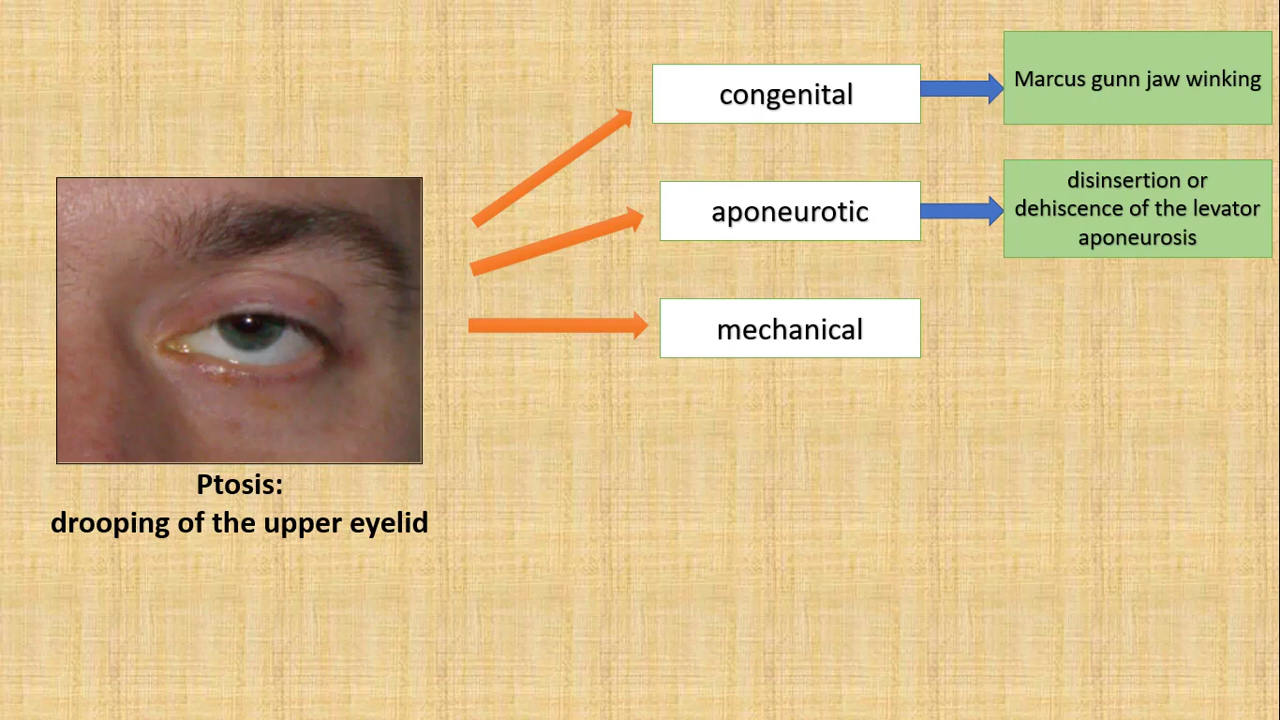 congenital
Marcus gunn jaw winking
aponeurotic
disinsertion or
dehiscence of the levator
aponeurosis
mechanical
Ptosis:
drooping of the upper eyelid